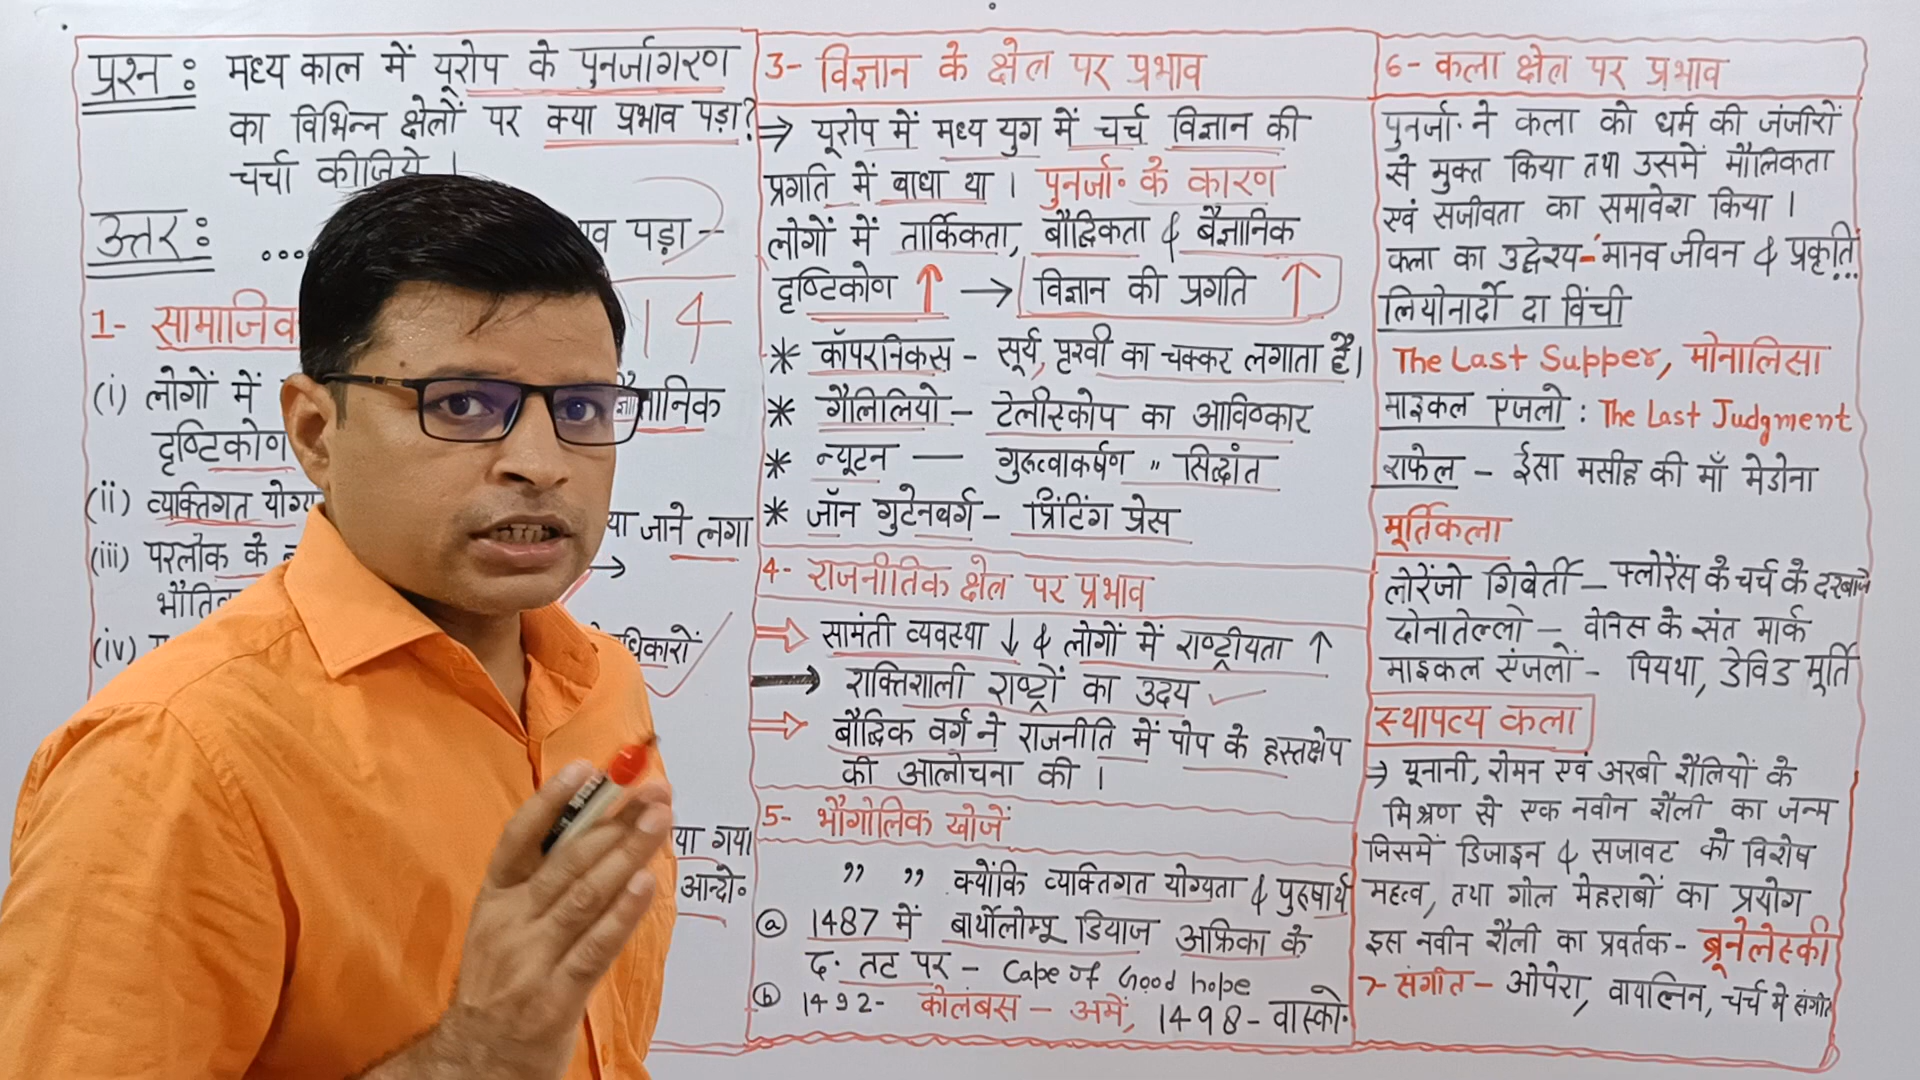 प्रश्न : मध्य काल में यूरोप के पुनर्जागरण
का विभिन्न क्षेत्रों पर क्या प्रभाव पड़ा?
चर्चा कीजिये ।
उत्तर : .... पड़ा –
1- सामाजिक
14
(i) लोगों में
दृष्टिकोण
(ii) व्यक्तिगत
या जाने लगा
(iii) परलोक के
→
(iv)
या गया
आन्दो॰
3- विज्ञान के क्षेत्र पर प्रभाव
→ यूरोप में मध्य युग में चर्च विज्ञान की
प्रगति में बाधा था । पुनर्जा॰ के कारण
लोगों में तार्किकता, बौद्धिकता & वैज्ञानिक
दृष्टिकोण ↑ → विज्ञान की प्रगति ↑
* कॉपरनिकस - सूर्य, पृथ्वी का चक्कर लगाता है।
* गैलिलियो – टेलीस्कोप का आविष्कार
* न्यूटन — गुरुत्वाकर्षण " सिद्धांत
* जॉन गुटेनबर्ग – प्रिंटिंग प्रेस
4- राजनीतिक क्षेत्र पर प्रभाव
⇒ सामंती व्यवस्था ↓ & लोगों में राष्ट्रीयता ↑
→ शक्तिशाली राष्ट्रों का उदय ✓
⇒ बौद्धिक वर्ग ने राजनीति में पोप के हस्तक्षेप
की आलोचना की ।
5- भौगोलिक खोजें
" " क्योंकि व्यक्तिगत योग्यता & पुरुषार्थ
ⓐ 1487 में बार्थोलोम्यू डियाज अफ्रिका के
द॰ तट पर – Cape of Good hope
ⓑ 1492- कोलंबस – अमें, 1498- वास्को॰
6- कला क्षेत्र पर प्रभाव
पुनर्जा॰ ने कला को धर्म की जंजीरों
से मुक्त किया तथा उसमें मौलिकता
एवं सजीवता का समावेश किया ।
कला का उद्देश्य - मानव जीवन & प्रकृति...
लियोनार्दो दा विंची
The Last Supper, मोनालिसा
माइकल एंजलो : The Last Judgment
राफेल – ईसा मसीह की माँ मेडोना
मूर्तिकला
लोरेंजो गिबेर्ती – फ्लोरेंस के चर्च के दरबाजे
दोनातेल्लो – वेनिस के संत मार्क
माइकल एंजलों - पियथा, डेविड मूर्ति
स्थापत्य कला
→ यूनानी, रोमन एवं अरबी शैलियों के
मिश्रण से एक नवीन शैली का जन्म
जिसमें डिजाइन & सजावट को विशेष
महत्व, तथा गोल मेहराबों का प्रयोग
इस नवीन शैली का प्रवर्तक - ब्रूनेलेस्की
7- संगीत – ओपेरा, वायलिन, चर्च में संगीत